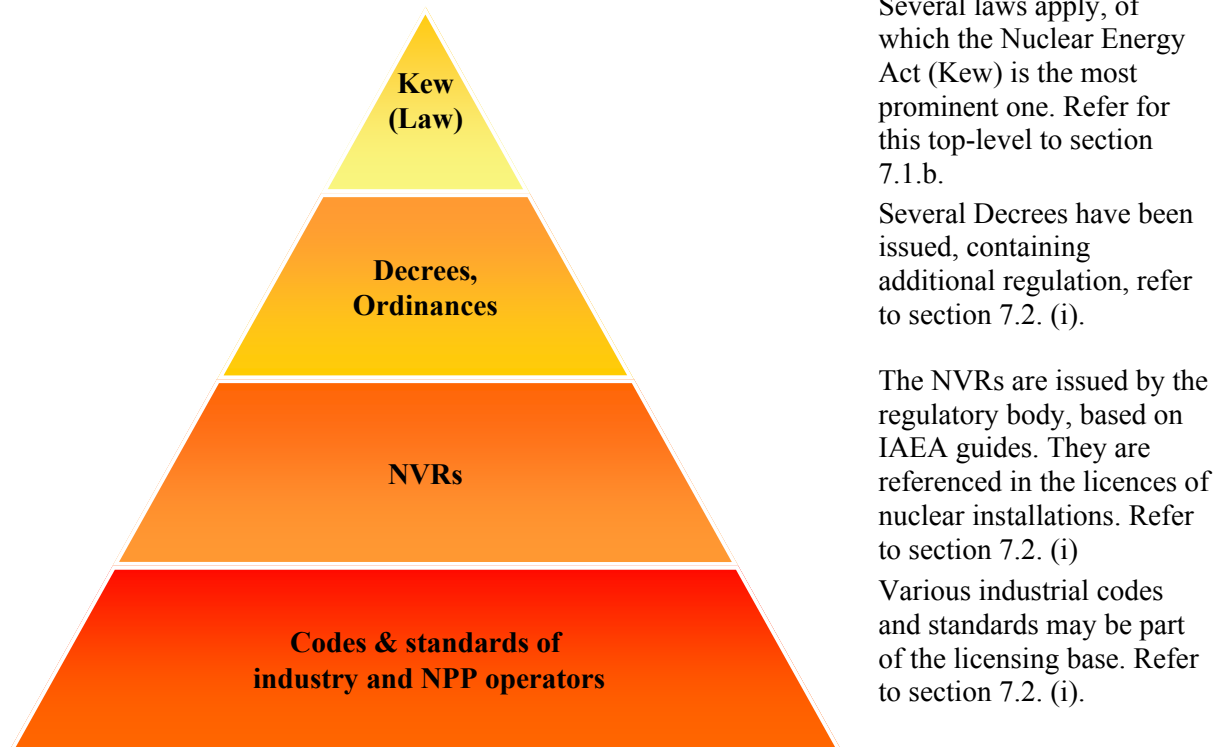 Kew
(Law)
Several laws apply, of
which the Nuclear Energy
Act (Kew) is the most
prominent one. Refer for
this top-level to section
7.1.b.
Decrees,
Ordinances
Several Decrees have been
issued, containing
additional regulation, refer
to section 7.2. (i).
NVRs
The NVRs are issued by the
regulatory body, based on
IAEA guides. They are
referenced in the licences of
nuclear installations. Refer
to section 7.2. (i)
Codes & standards of
industry and NPP operators
Various industrial codes
and standards may be part
of the licensing base. Refer
to section 7.2. (i).